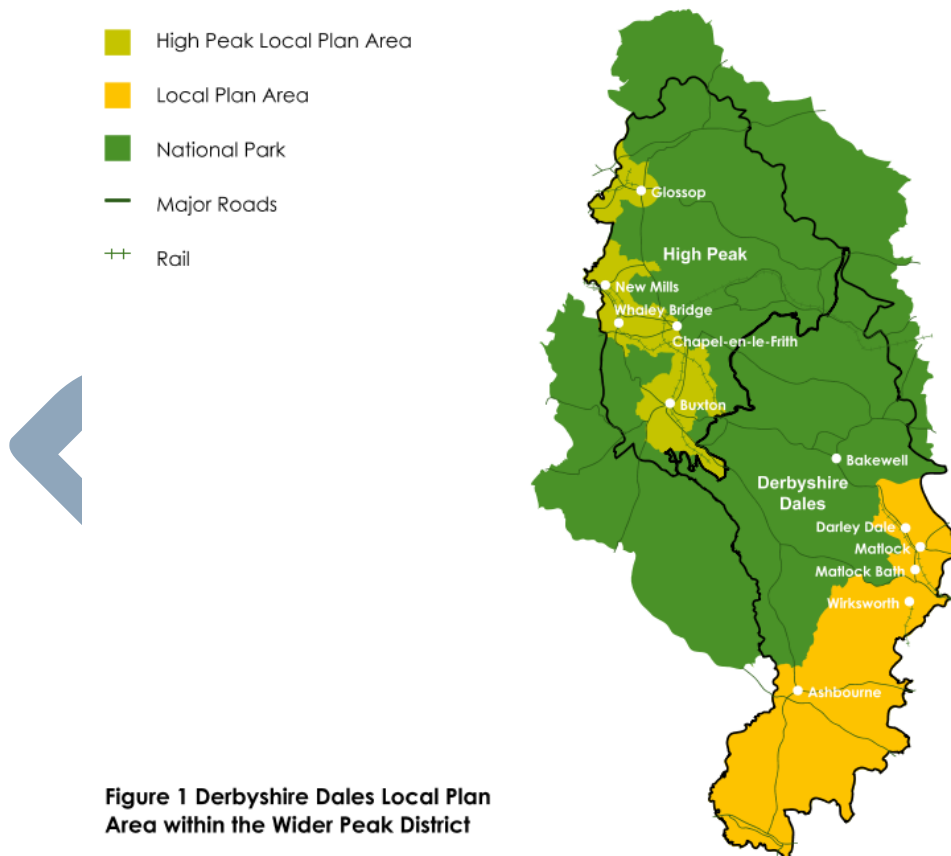 High Peak Local Plan Area
Local Plan Area
National Park
Major Roads
Rail
Glossop
High Peak
New Mills
Whaley Bridge
Chapel-en-le-Frith
Buxton
Bakewell
Derbyshire
Dales
Darley Dale
Matlock
Matlock Bath
Wirksworth
Ashbourne
Figure 1 Derbyshire Dales Local Plan
Area within the Wider Peak District